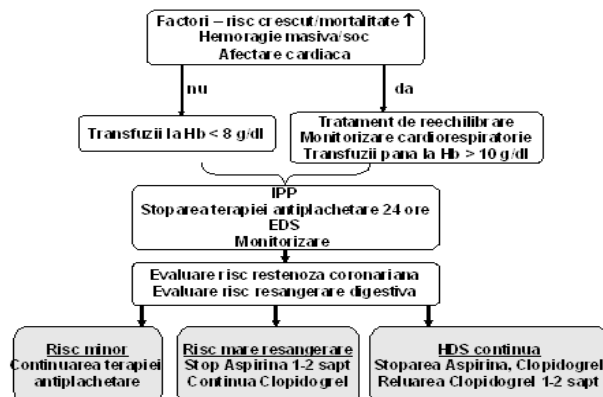 Factori – risc crescut/mortalitate ↑
Hemoragie masiva/soc
Afectare cardiaca
nu
da
Transfuzii la Hb < 8 g/dl
Tratament de reechilibrare
Monitorizare cardiorespiratorie
Transfuzii pana la Hb > 10 g/dl
IPP
Stoparea terapiei antiplachetare 24 ore
EDS
Monitorizare
Evaluare risc restenoza coronariana
Evaluare risc resangerare digestiva
Risc minor
Continuarea terapiei
antiplachetare
Risc mare resangerare
Stop Aspirina 1-2 sapt
Continua Clopidogrel
HDS continua
Stoparea Aspirina, Clopidogrel
Reluarea Clopidogrel 1-2 sapt